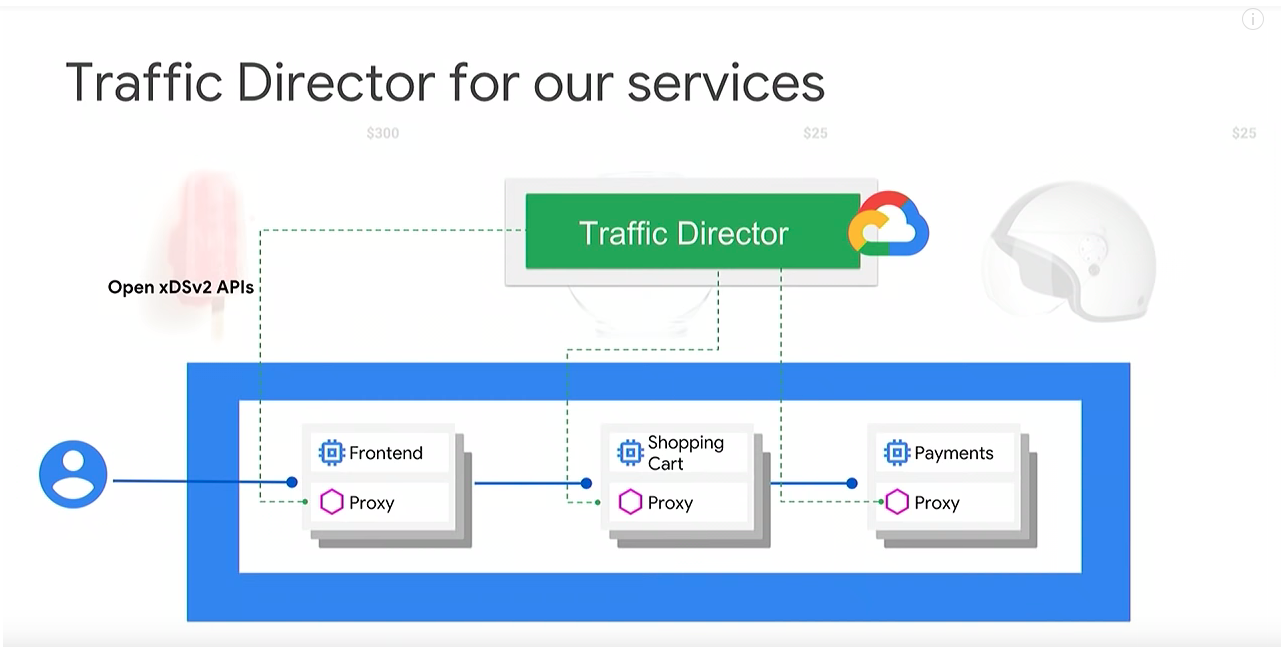 Traffic Director for our services
$300
$25
$25
Traffic Director
Open xDSv2 APIs
Frontend
Proxy
Shopping
Cart
Proxy
Payments
Proxy